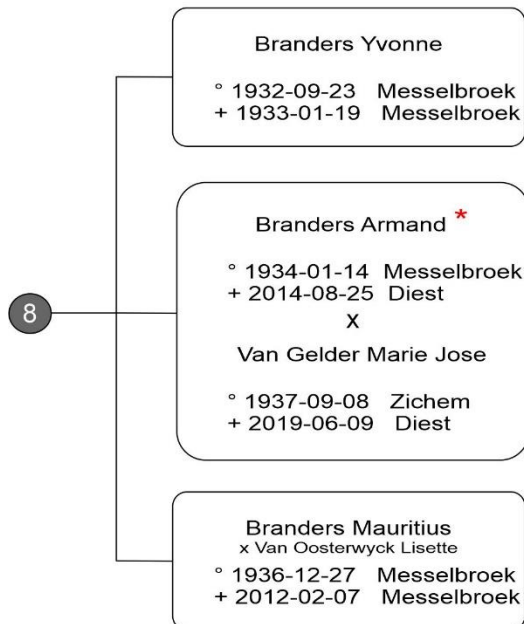 Branders Yvonne
° 1932-09-23 Messelbroek
+ 1933-01-19 Messelbroek
Branders Armand *
° 1934-01-14 Messelbroek
+ 2014-08-25 Diest
x
8
Van Gelder Marie Jose
° 1937-09-08 Zichem
+ 2019-06-09 Diest
Branders Mauritius
x Van Oosterwyck Lisette
° 1936-12-27 Messelbroek
+ 2012-02-07 Messelbroek